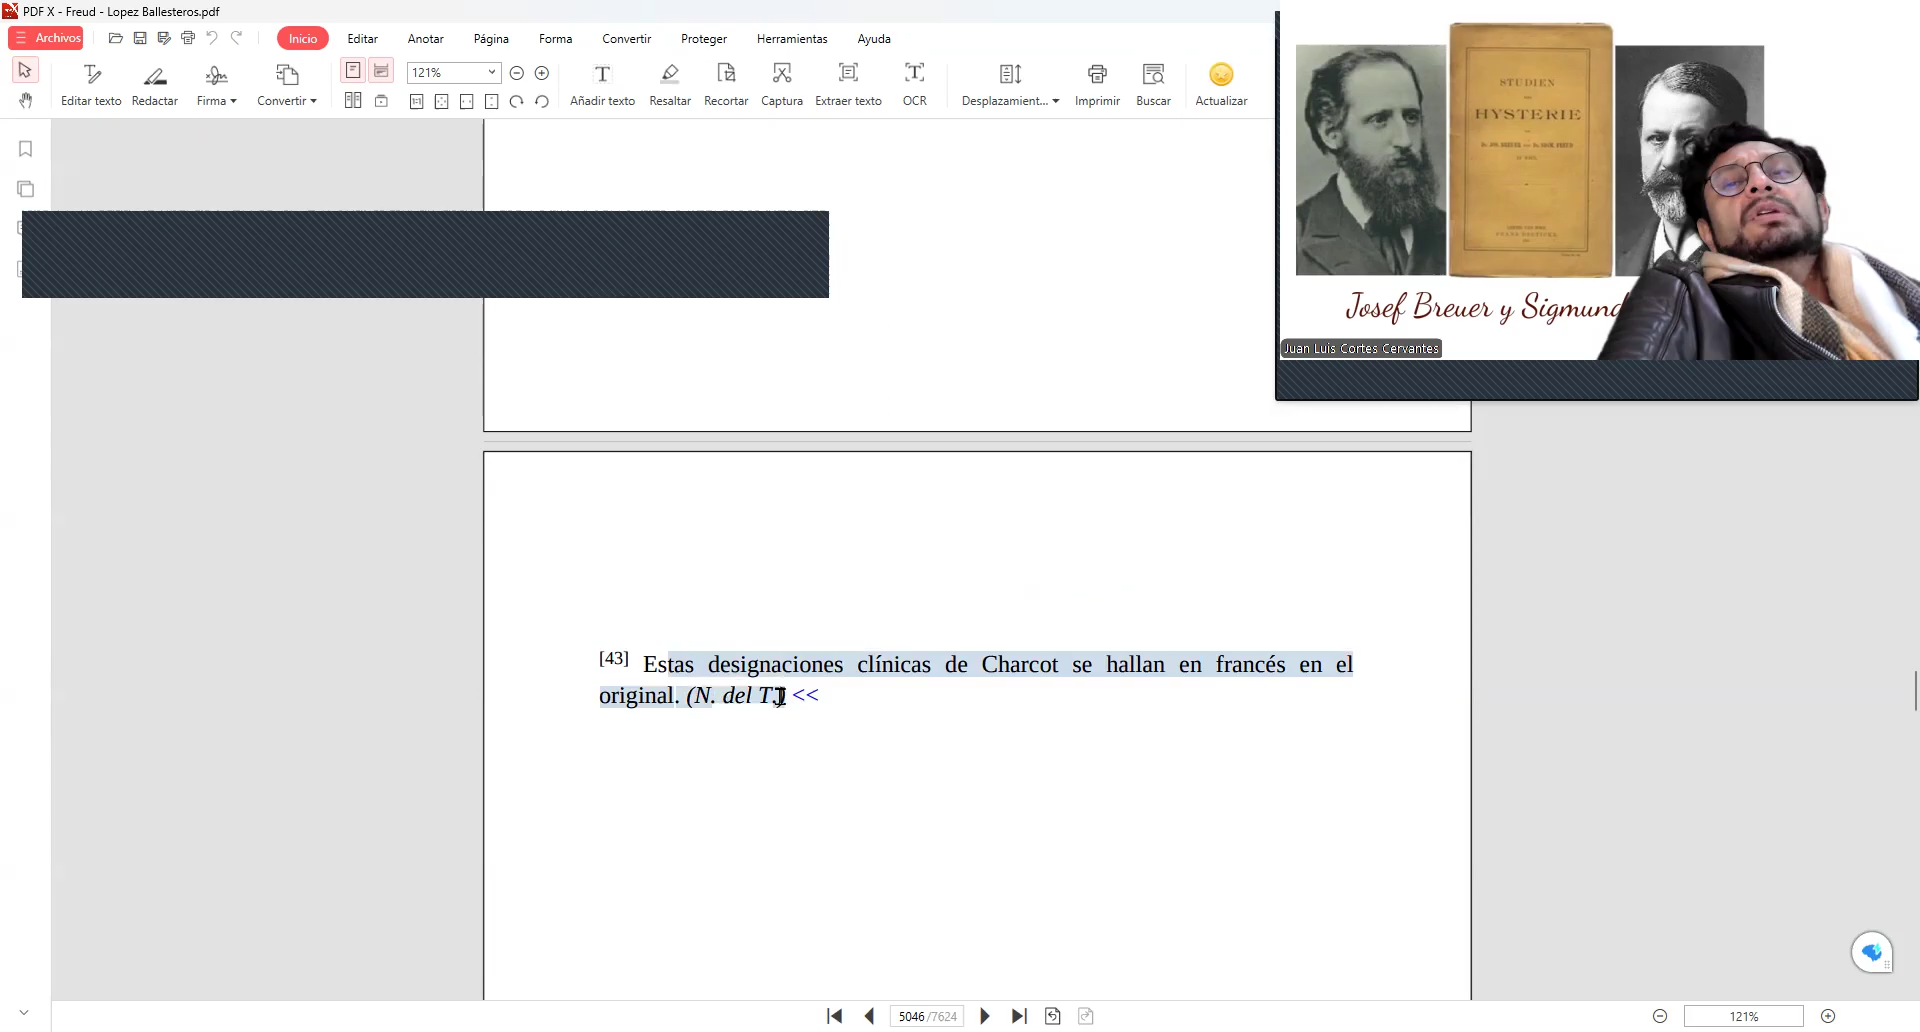 PDF X - Freud - Lopez Ballesteros.pdf
Archivos
Inicio
Editar
Anotar
Página
Forma
Convertir
Proteger
Herramientas
Ayuda
121%
Editar texto
Redactar
Firma
Convertir
Añadir texto
Resaltar
Recortar
Captura
Extraer texto
OCR
Desplazamient...
Imprimir
Buscar
Actualizar
STUDIEN
HYSTERIE
Josef Breuer y Sigmund
Juan Luis Cortes Cervantes
[43] Estas designaciones clínicas de Charcot se hallan en francés en el
original. (N. del T.) <<
5046 /7624
121%